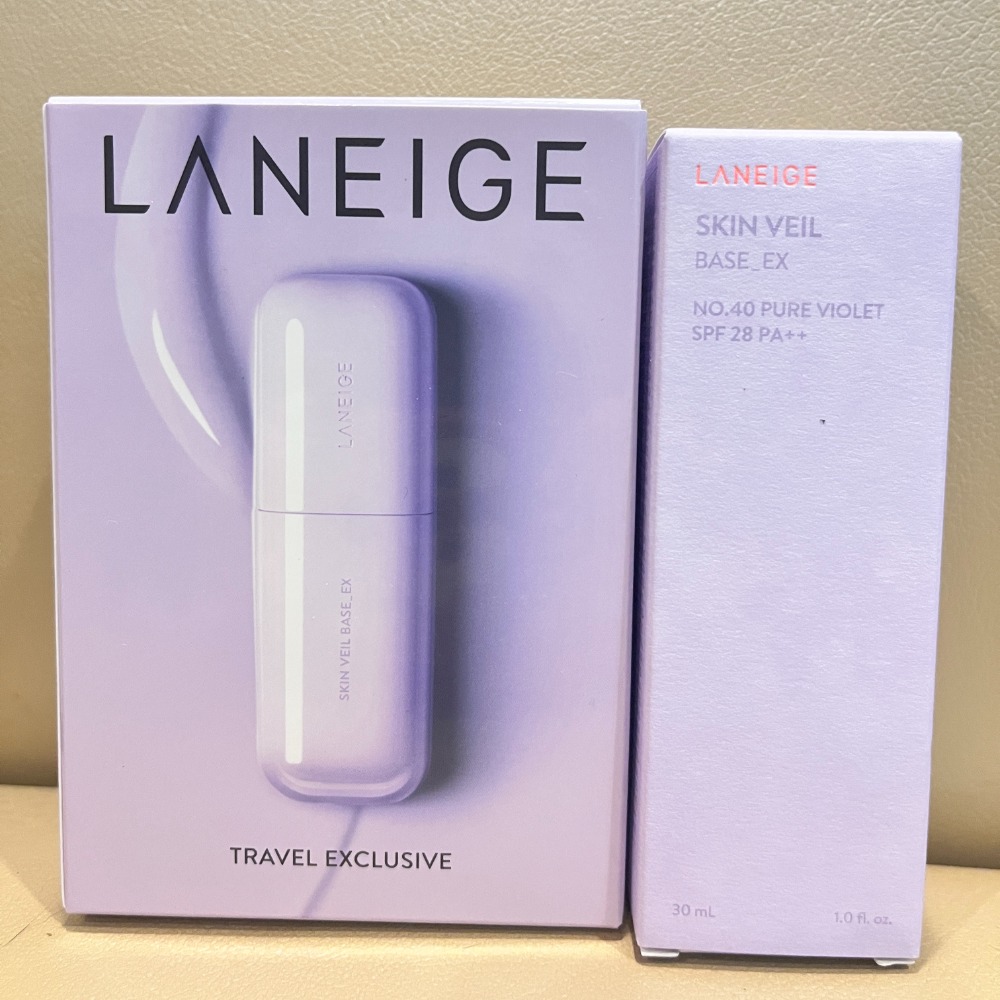 LANEIGE
LANEIGE
SKIN VEIL BASE_EX
TRAVEL EXCLUSIVE
LANEIGE
SKIN VEIL
BASE_EX
NO.40 PURE VIOLET
SPF 28 PA++
30 mL
1.0 fl. oz.